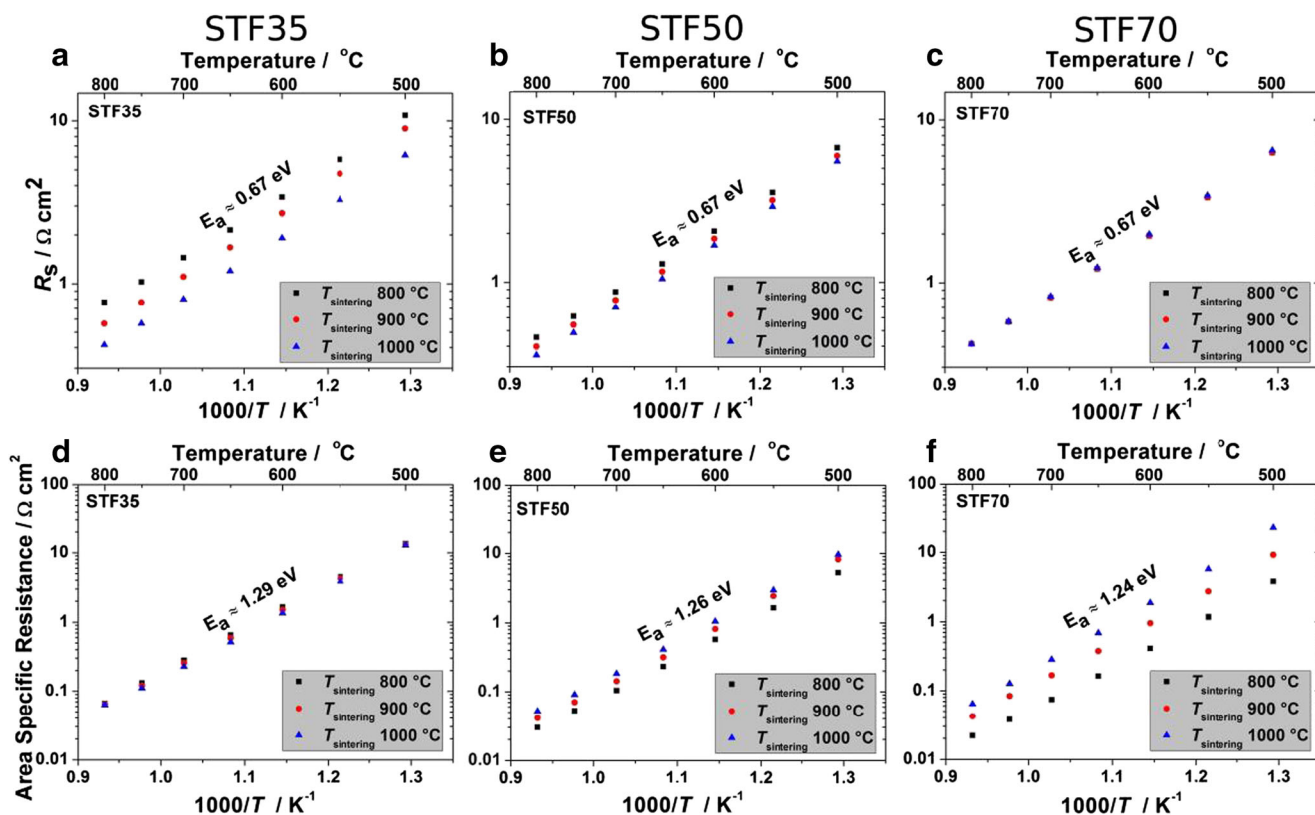 STF35 STF50 STF70
a Temperature / °C
800 700 600 500
STF35
10
1
Rs / Ω cm2
Ea ≈ 0.67 eV
Tsintering 800 °C
Tsintering 900 °C
Tsintering 1000 °C
0.9 1.0 1.1 1.2 1.3
1000/T / K-1
b Temperature / °C
800 700 600 500
STF50
10
1
Ea ≈ 0.67 eV
Tsintering 800 °C
Tsintering 900 °C
Tsintering 1000 °C
0.9 1.0 1.1 1.2 1.3
1000/T / K-1
c Temperature / °C
800 700 600 500
STF70
10
1
Ea ≈ 0.67 eV
Tsintering 800 °C
Tsintering 900 °C
Tsintering 1000 °C
0.9 1.0 1.1 1.2 1.3
1000/T / K-1
d Temperature / °C
800 700 600 500
100
STF35
10
1
0.1
0.01
Area Specific Resistance / Ω cm2
Ea ≈ 1.29 eV
Tsintering 800 °C
Tsintering 900 °C
Tsintering 1000 °C
0.9 1.0 1.1 1.2 1.3
1000/T / K-1
e Temperature / °C
800 700 600 500
100
STF50
10
1
0.1
0.01
Ea ≈ 1.26 eV
Tsintering 800 °C
Tsintering 900 °C
Tsintering 1000 °C
0.9 1.0 1.1 1.2 1.3
1000/T / K-1
f Temperature / °C
800 700 600 500
100
STF70
10
1
0.1
0.01
Ea ≈ 1.24 eV
Tsintering 800 °C
Tsintering 900 °C
Tsintering 1000 °C
0.9 1.0 1.1 1.2 1.3
1000/T / K-1